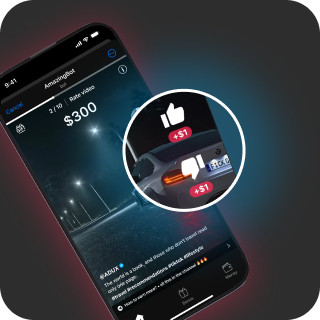 9:41
Cancel
AmazingBot
bot
2 / 10 | Rate video
$300
+$1
+$1
@ADUX
The world is a book, and those who don't travel read
only one page.
#travel #recommendations #tiktok #lifestyle
How to earn more? • all this in the channel
Bonus
Money